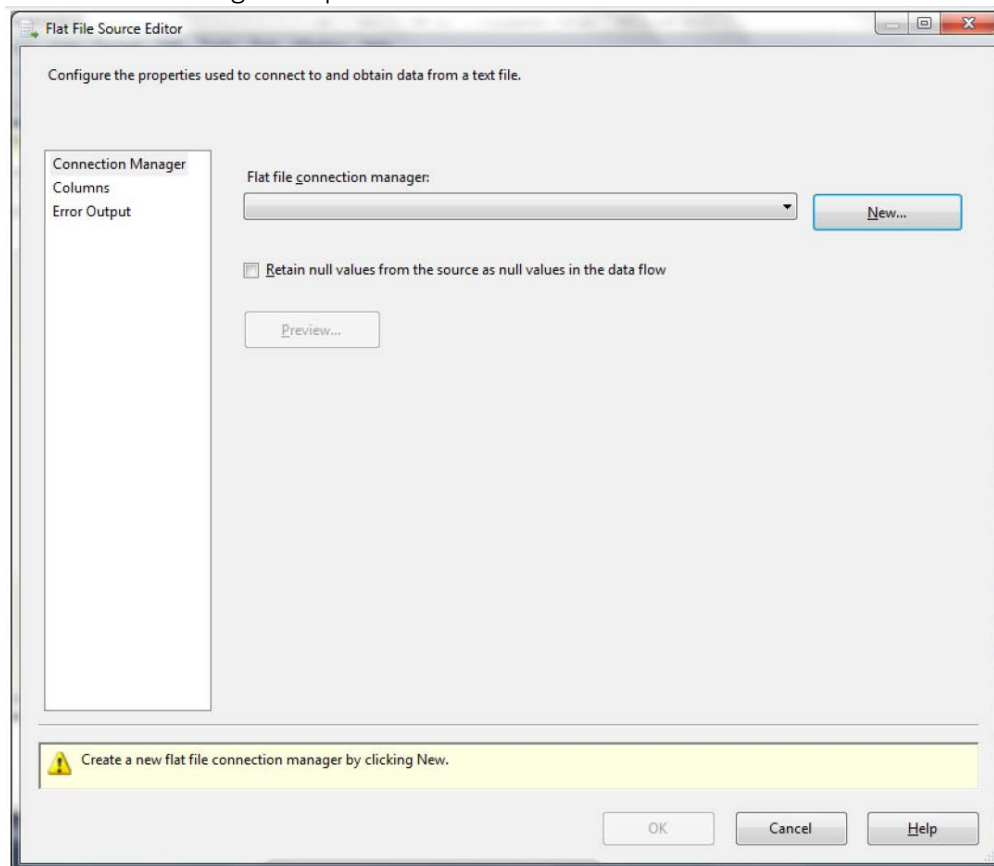 Flat File Source Editor
Configure the properties used to connect to and obtain data from a text file.
Connection Manager
Columns
Error Output
Flat file connection manager:
New...
Retain null values from the source as null values in the data flow
Preview...
Create a new flat file connection manager by clicking New.
OK
Cancel
Help